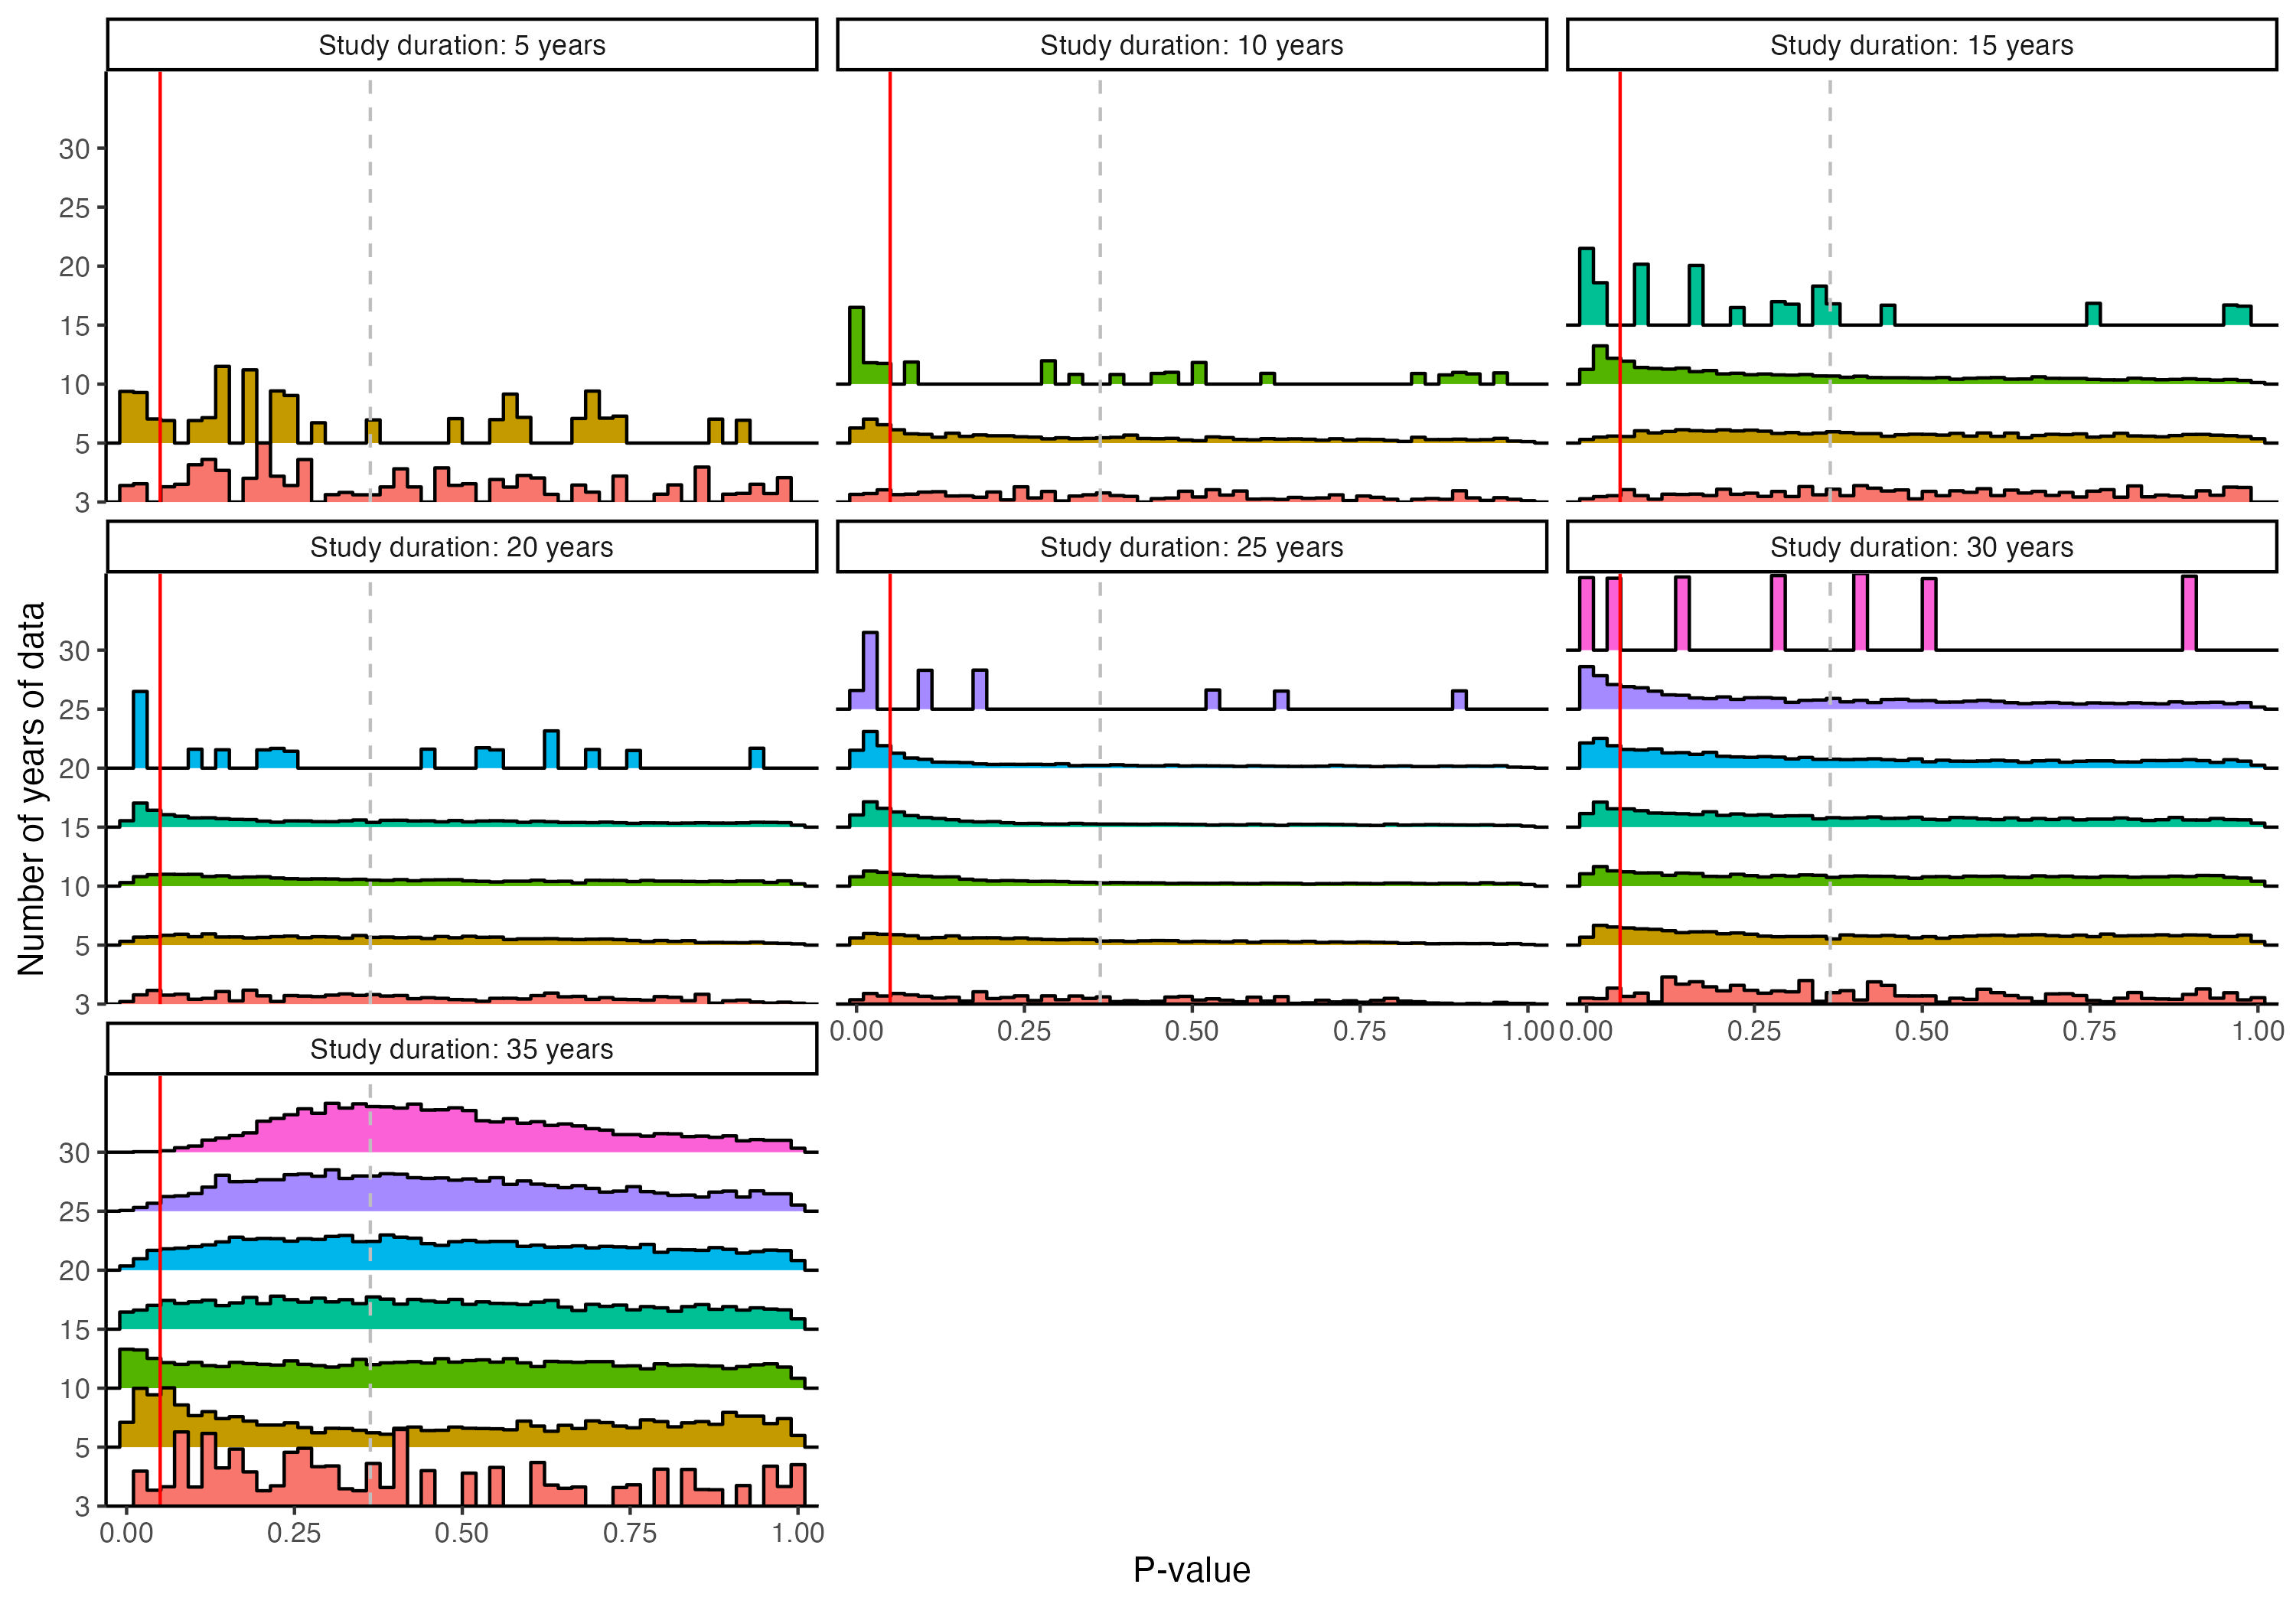 Study duration: 5 years
Study duration: 10 years
Study duration: 15 years
30
25
20
15
10
5
3
Study duration: 20 years
Study duration: 25 years
Study duration: 30 years
Number of years of data
30
25
20
15
10
5
3
0.00 0.25 0.50 0.75 1.00
0.00 0.25 0.50 0.75 1.00
Study duration: 35 years
30
25
20
15
10
5
3
0.00 0.25 0.50 0.75 1.00
P-value